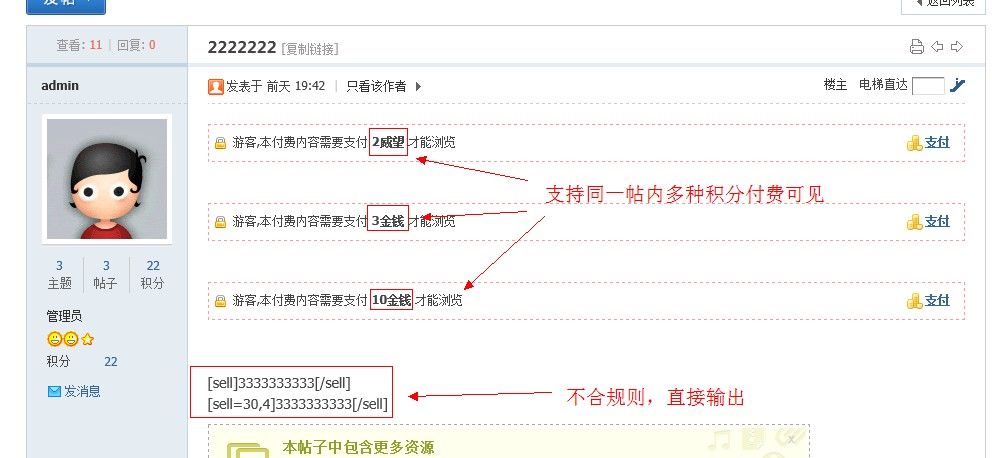 发帖
返回列表
查看: 11 | 回复: 0
2222222 [复制链接]
admin
发表于 前天 19:42 | 只看该作者
楼主 电梯直达
游客,本付费内容需要支付 2威望 才能浏览
支付
支持同一帖内多种积分付费可见
游客,本付费内容需要支付 3金钱 才能浏览
支付
3 3 22
主题 帖子 积分
游客,本付费内容需要支付 10金钱 才能浏览
支付
管理员
积分 22
发消息
[sell]3333333333[/sell]
[sell=30,4]3333333333[/sell]
不合规则，直接输出
本帖子中包含更多资源
x